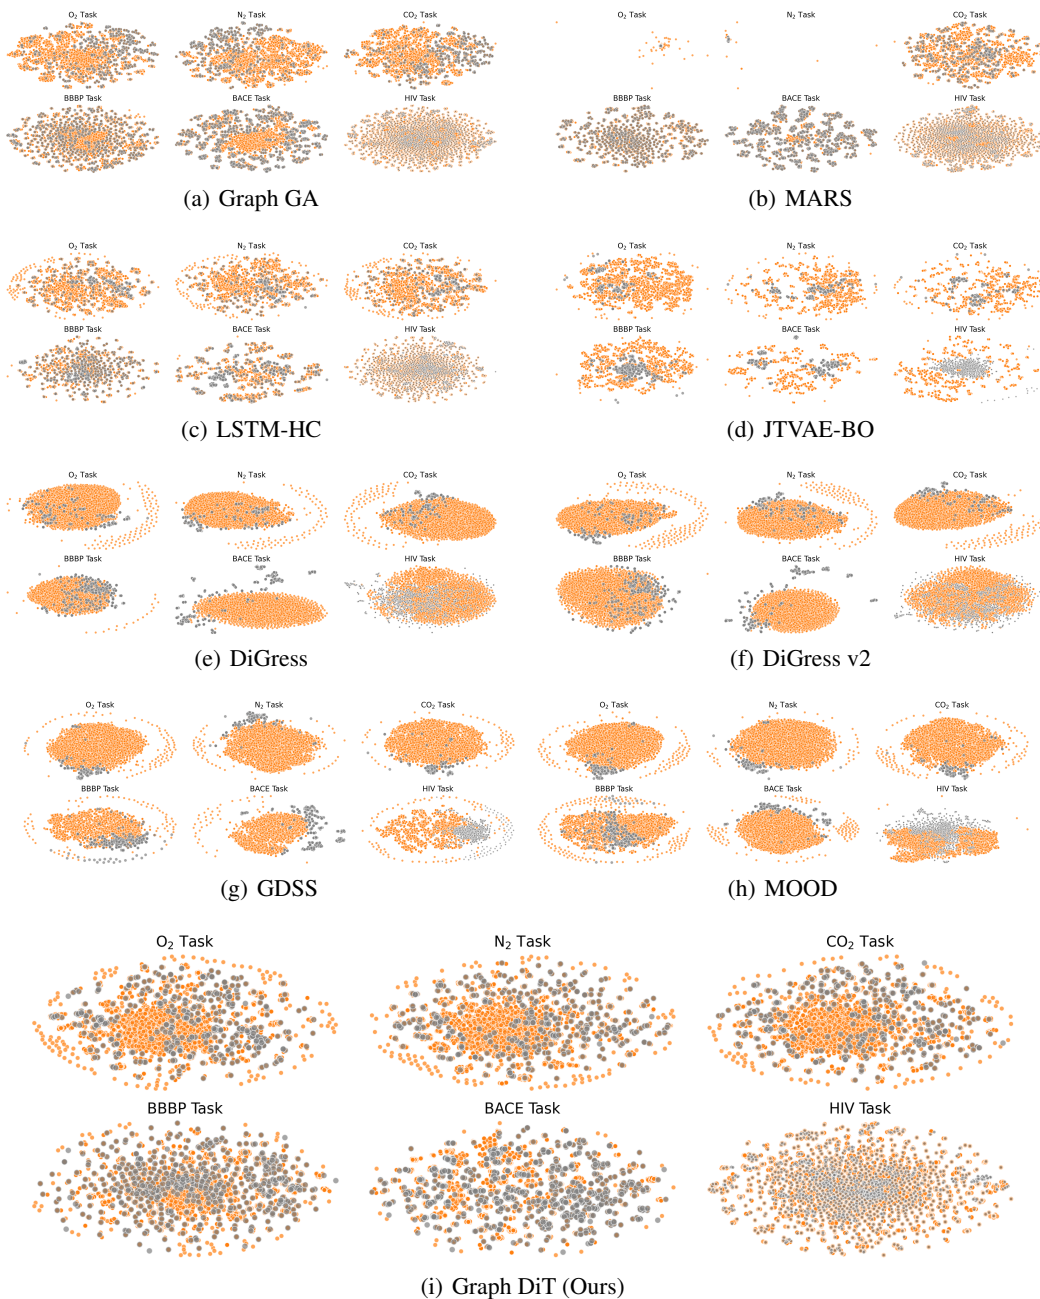 O₂ Task
N₂ Task
CO₂ Task
BBBP Task
BACE Task
HIV Task
(a) Graph GA
O₂ Task
N₂ Task
CO₂ Task
BBBP Task
BACE Task
HIV Task
(b) MARS
O₂ Task
N₂ Task
CO₂ Task
BBBP Task
BACE Task
HIV Task
(c) LSTM-HC
O₂ Task
N₂ Task
CO₂ Task
BBBP Task
BACE Task
HIV Task
(d) JTVAE-BO
O₂ Task
N₂ Task
CO₂ Task
BBBP Task
BACE Task
HIV Task
(e) DiGress
O₂ Task
N₂ Task
CO₂ Task
BBBP Task
BACE Task
HIV Task
(f) DiGress v2
O₂ Task
N₂ Task
CO₂ Task
BBBP Task
BACE Task
HIV Task
(g) GDSS
O₂ Task
N₂ Task
CO₂ Task
BBBP Task
BACE Task
HIV Task
(h) MOOD
O₂ Task
N₂ Task
CO₂ Task
BBBP Task
BACE Task
HIV Task
(i) Graph DiT (Ours)